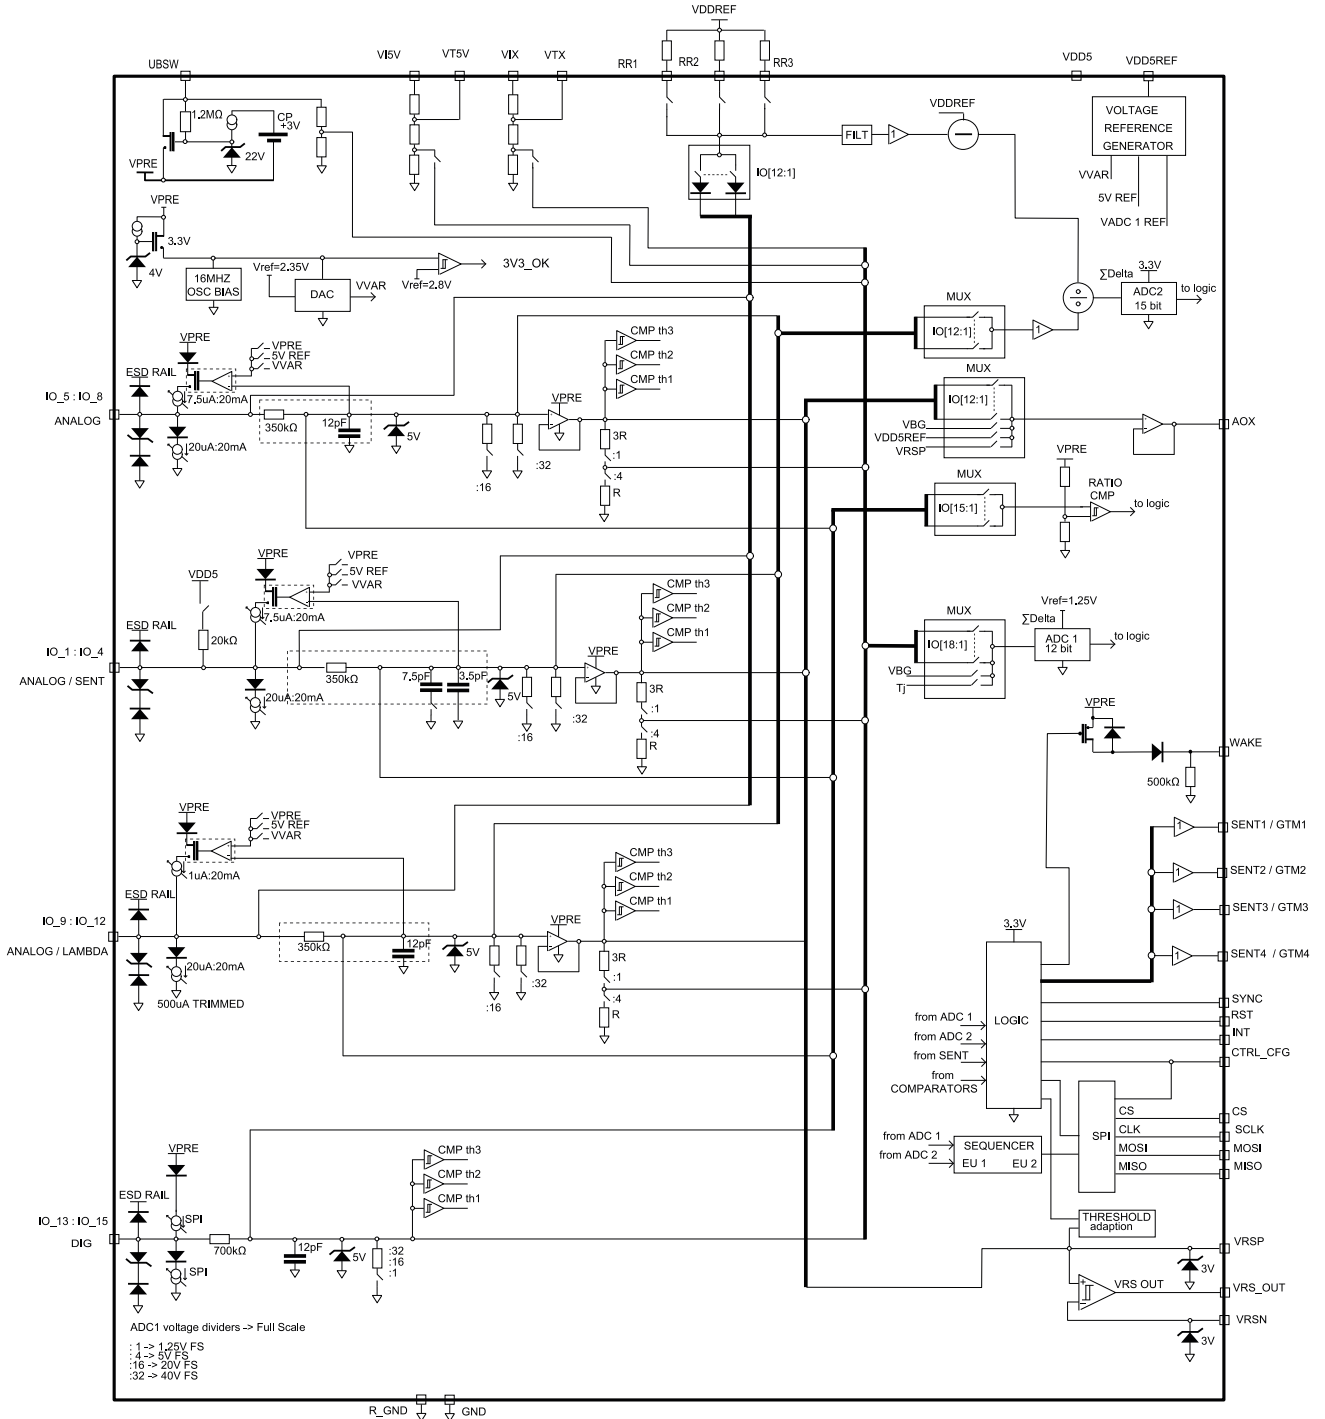 VDDREF
UBSW
VI5V
VT5V
VIX
VTX
RR1
RR2
RR3
VDD5
VDD5REF
1.2MΩ
CP
+3V
22V
VPRE
VDDREF
FILT
1
VOLTAGE
REFERENCE
GENERATOR
IO[12:1]
VVAR
5V REF
VADC 1 REF
VPRE
3.3V
4V
16MHZ
OSC BIAS
Vref=2.35V
DAC
VVAR
Vref=2.8V
3V3_OK
∑Delta
3.3V
ADC2
15 bit
to logic
MUX
IO[12:1]
1
VPRE
VPRE
5V REF
VVAR
ESD RAIL
7.5uA:20mA
IO_5 : IO_8
ANALOG
350kΩ
12pF
5V
20uA:20mA
:16
:32
VPRE
CMP th3
CMP th2
CMP th1
3R
:1
:4
R
MUX
IO[12:1]
VBG
VDD5REF
VRSP
AOX
MUX
IO[15:1]
VPRE
RATIO
CMP
to logic
VDD5
VPRE
VPRE
5V REF
VVAR
ESD RAIL
20kΩ
7.5uA:20mA
IO_1 : IO_4
ANALOG / SENT
350kΩ
7.5pF
3.5pF
5V
20uA:20mA
:16
:32
VPRE
CMP th3
CMP th2
CMP th1
3R
:1
:4
R
MUX
IO[18:1]
VBG
Tj
Vref=1.25V
∑Delta
ADC 1
12 bit
to logic
VPRE
WAKE
500kΩ
VPRE
VPRE
5V REF
VVAR
ESD RAIL
1uA:20mA
IO_9 : IO_12
ANALOG / LAMBDA
350kΩ
12pF
5V
20uA:20mA
500uA TRIMMED
:16
:32
VPRE
CMP th3
CMP th2
CMP th1
3R
:1
:4
R
1
SENT1 / GTM1
1
SENT2 / GTM2
1
SENT3 / GTM3
1
SENT4 / GTM4
3.3V
LOGIC
from ADC 1
from ADC 2
from SENT
from
COMPARATORS
SYNC
RST
INT
CTRL_CFG
SPI
CS
CLK
MOSI
MISO
CS
SCLK
MOSI
MISO
from ADC 1
from ADC 2
SEQUENCER
EU 1 EU 2
VPRE
ESD RAIL
SPI
IO_13 : IO_15
DIG
700kΩ
12pF
5V
SPI
:32
:16
:1
CMP th3
CMP th2
CMP th1
THRESHOLD
adaption
VRSP
3V
VRS OUT
VRS_OUT
VRSN
3V
ADC1 voltage dividers -> Full Scale
: 1 -> 1.25V FS
: 4 -> 5V FS
:16 -> 20V FS
:32 -> 40V FS
R_GND
GND